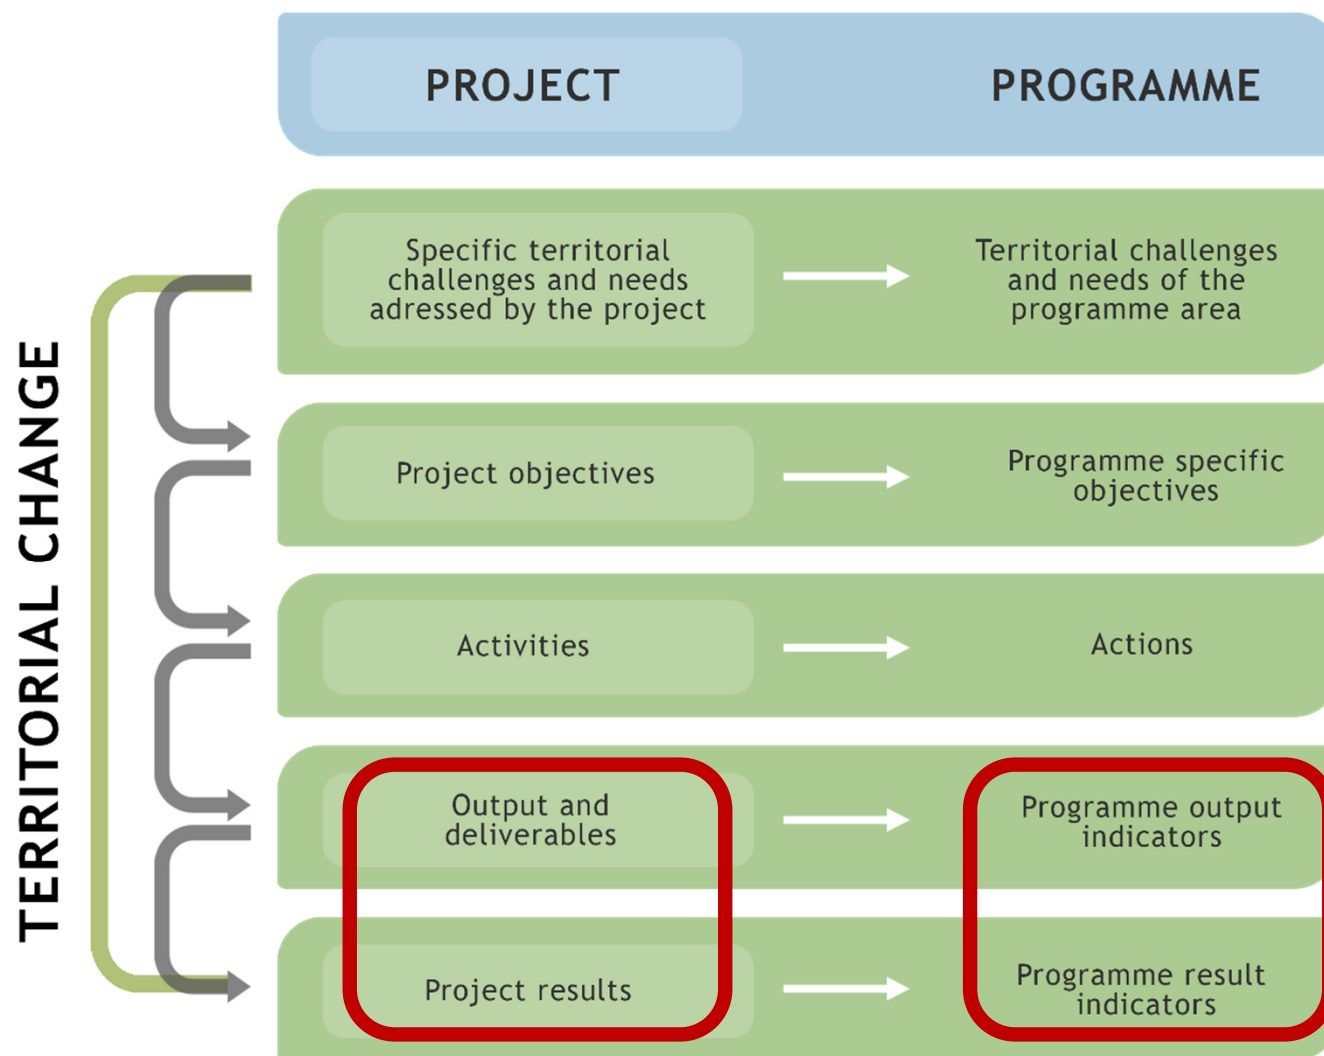 PROJECT
PROGRAMME
TERRITORIAL CHANGE
Specific territorial
challenges and needs
adressed by the project
Territorial challenges
and needs of the
programme area
Project objectives
Programme specific
objectives
Activities
Actions
Output and
deliverables
Programme output
indicators
Project results
Programme result
indicators